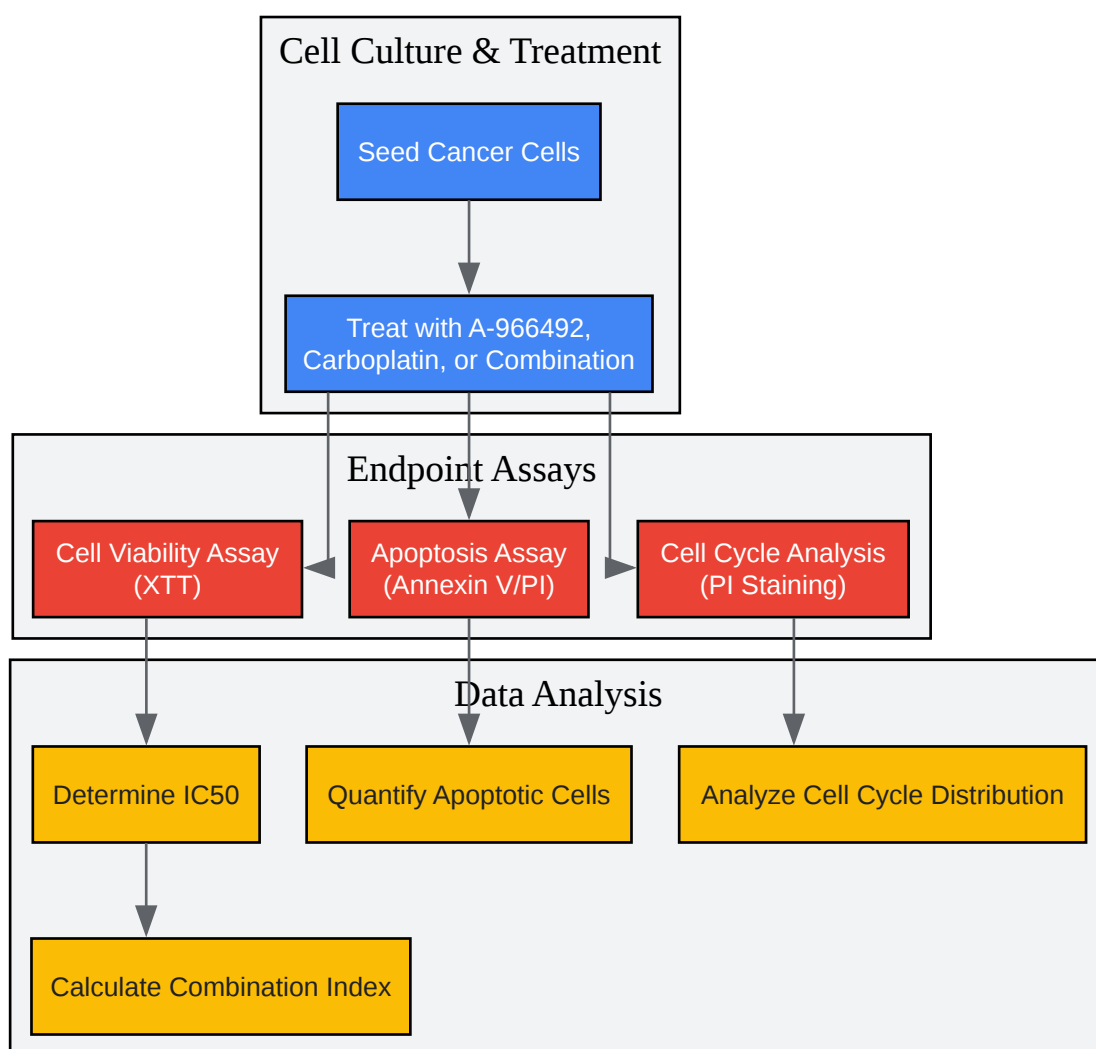 Cell Culture & Treatment
Seed Cancer Cells
Treat with A-966492,
Carboplatin, or Combination
Endpoint Assays
Cell Viability Assay
(XTT)
Apoptosis Assay
(Annexin V/PI)
Cell Cycle Analysis
(PI Staining)
Data Analysis
Determine IC50
Quantify Apoptotic Cells
Analyze Cell Cycle Distribution
Calculate Combination Index